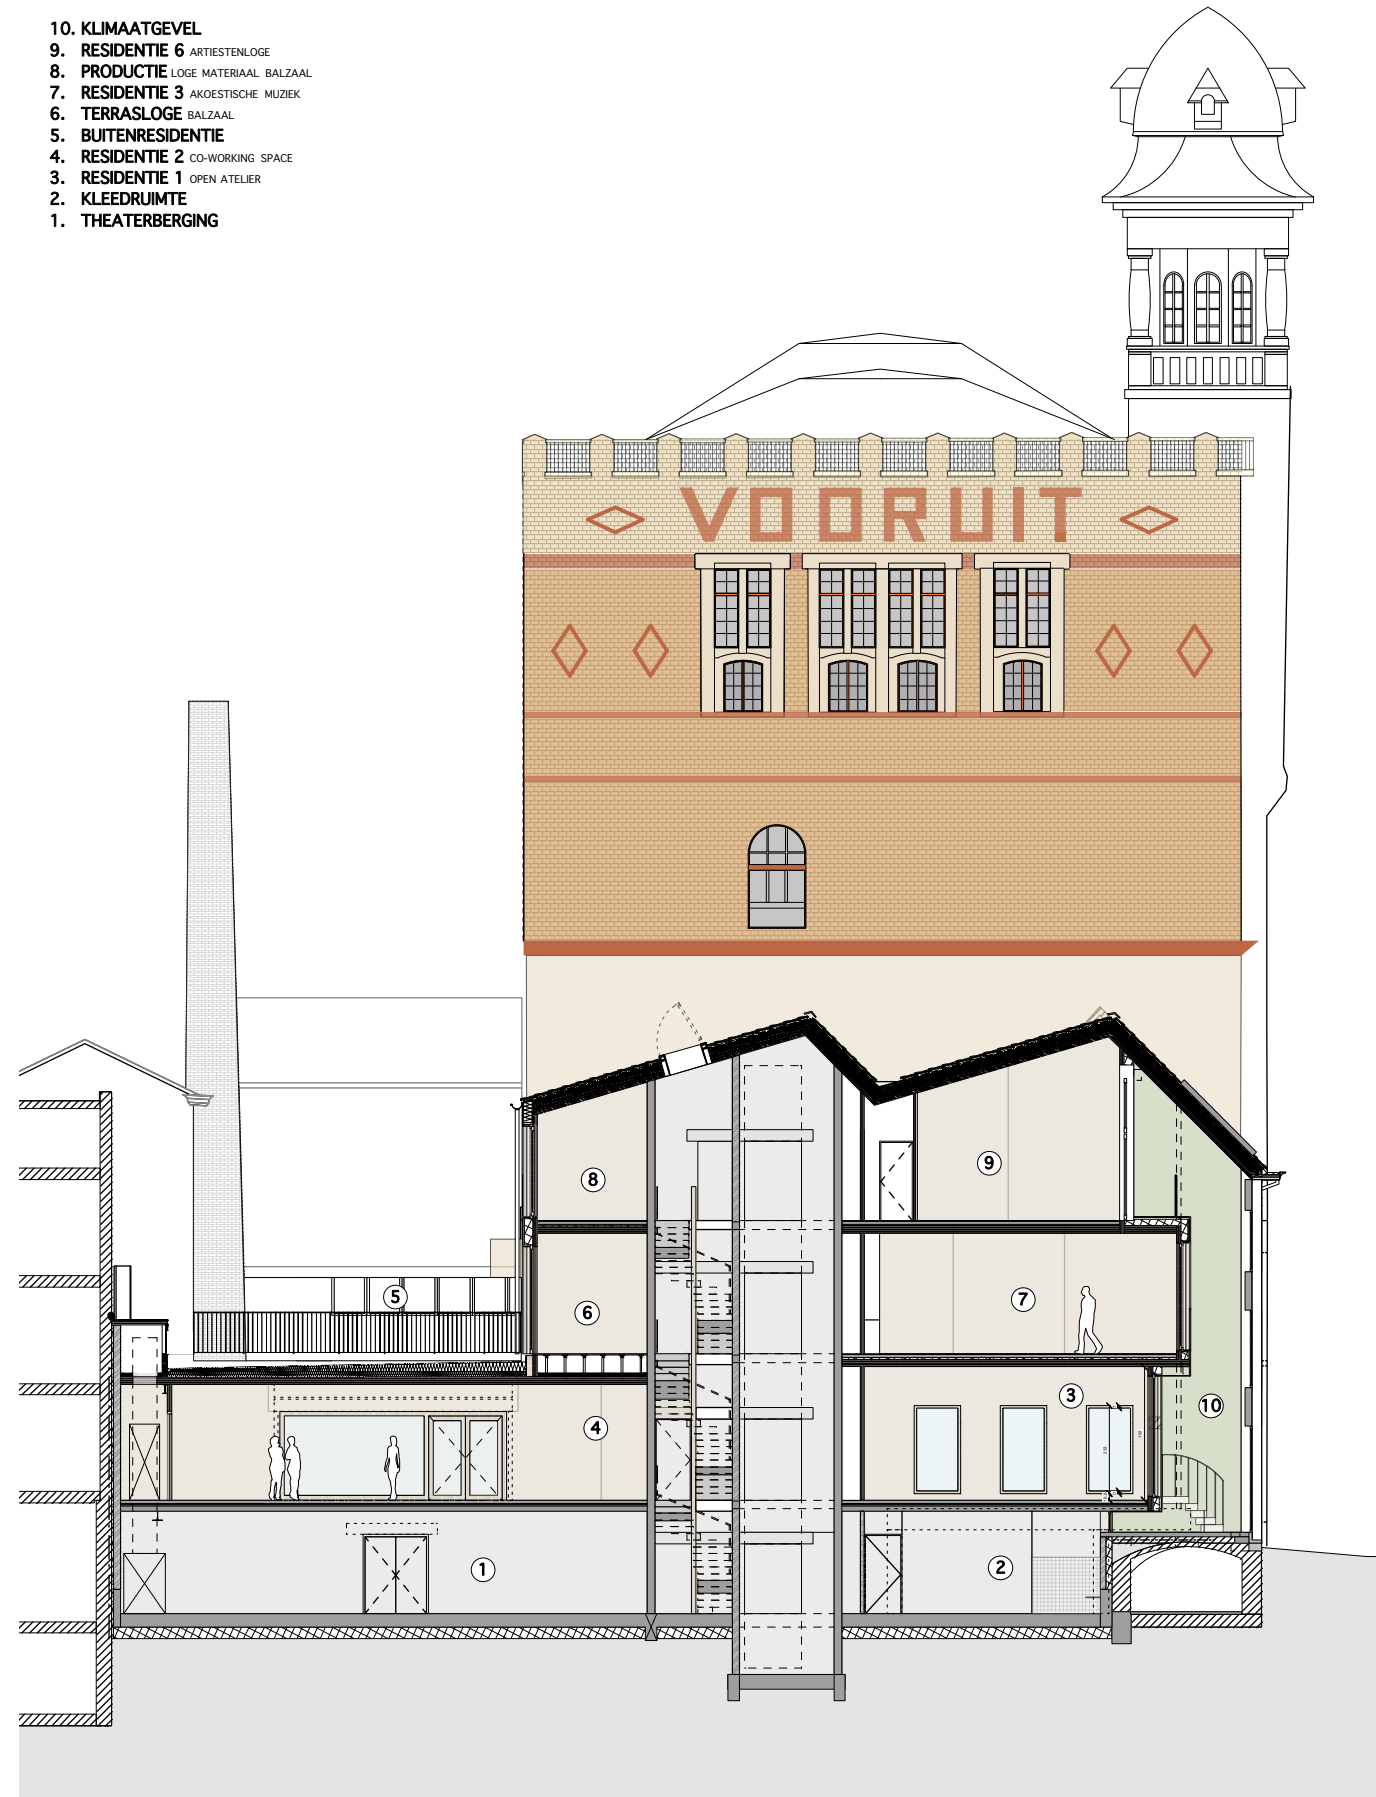 10. KLIMAATGEVEL
9. RESIDENTIE 6 ARTIESTENLOGE
8. PRODUCTIE LOGE MATERIAAL BALZAAL
7. RESIDENTIE 3 AKOESTISCHE MUZIEK
6. TERRASLOGE BALZAAL
5. BUITENRESIDENTIE
4. RESIDENTIE 2 CO-WORKING SPACE
3. RESIDENTIE 1 OPEN ATELIER
2. KLEEDRUIMTE
1. THEATERBERGING
VOORUIT
9
8
5
7
6
3
10
4
2
1